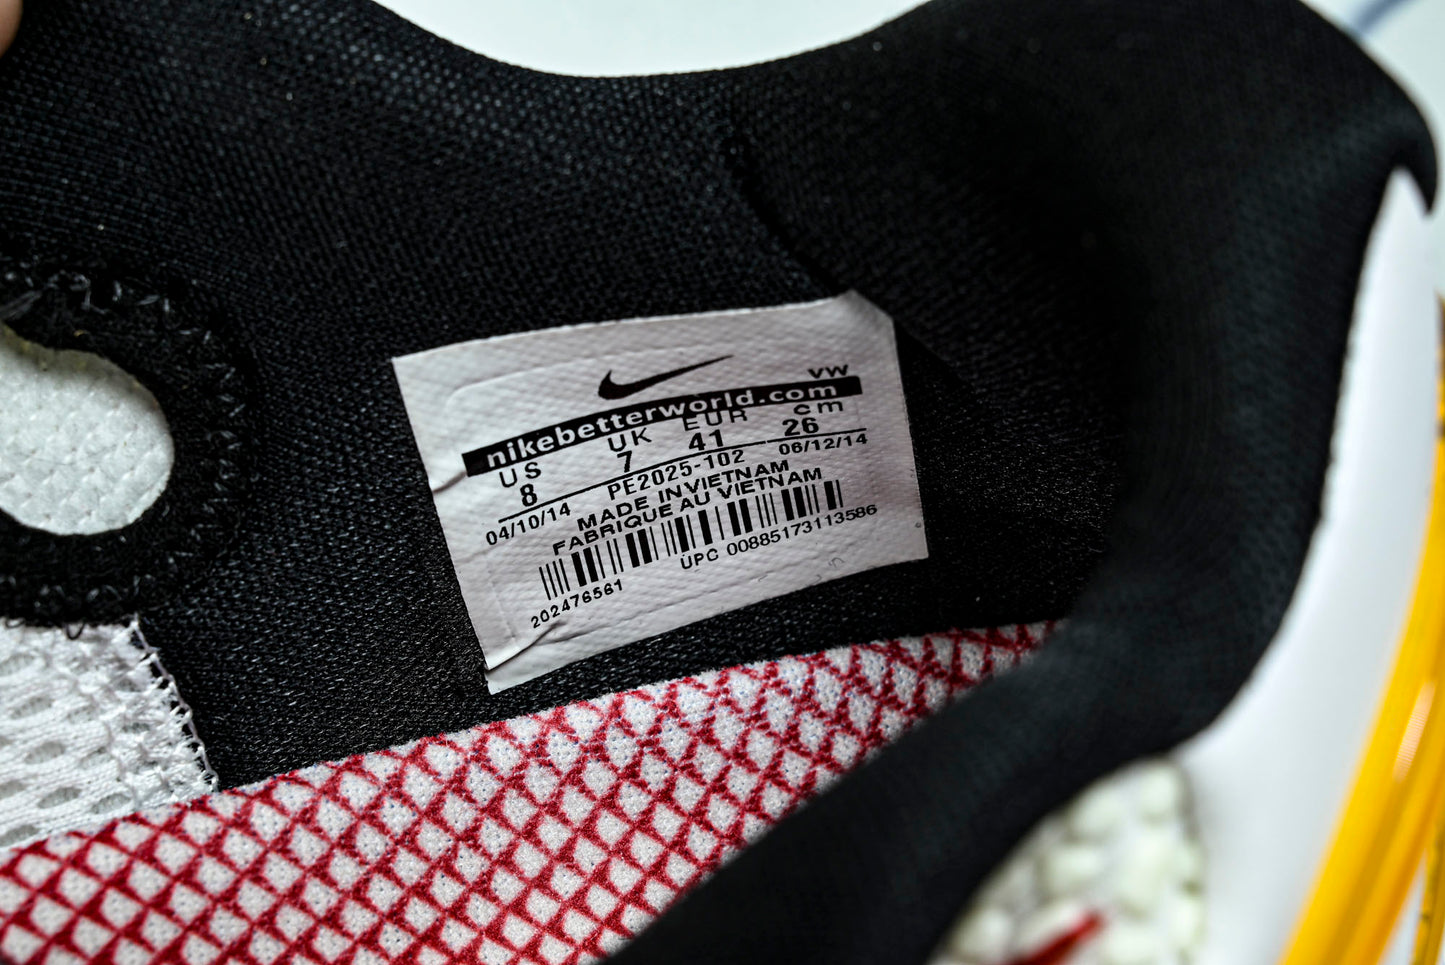 VW
nikebetterworld.com
US UK EUR cm
8 7 41 26
04/10/14 PE2025-102 06/12/14
MADE IN VIETNAM
FABRIQUE AU VIETNAM
202476561 UPC 00885173113586